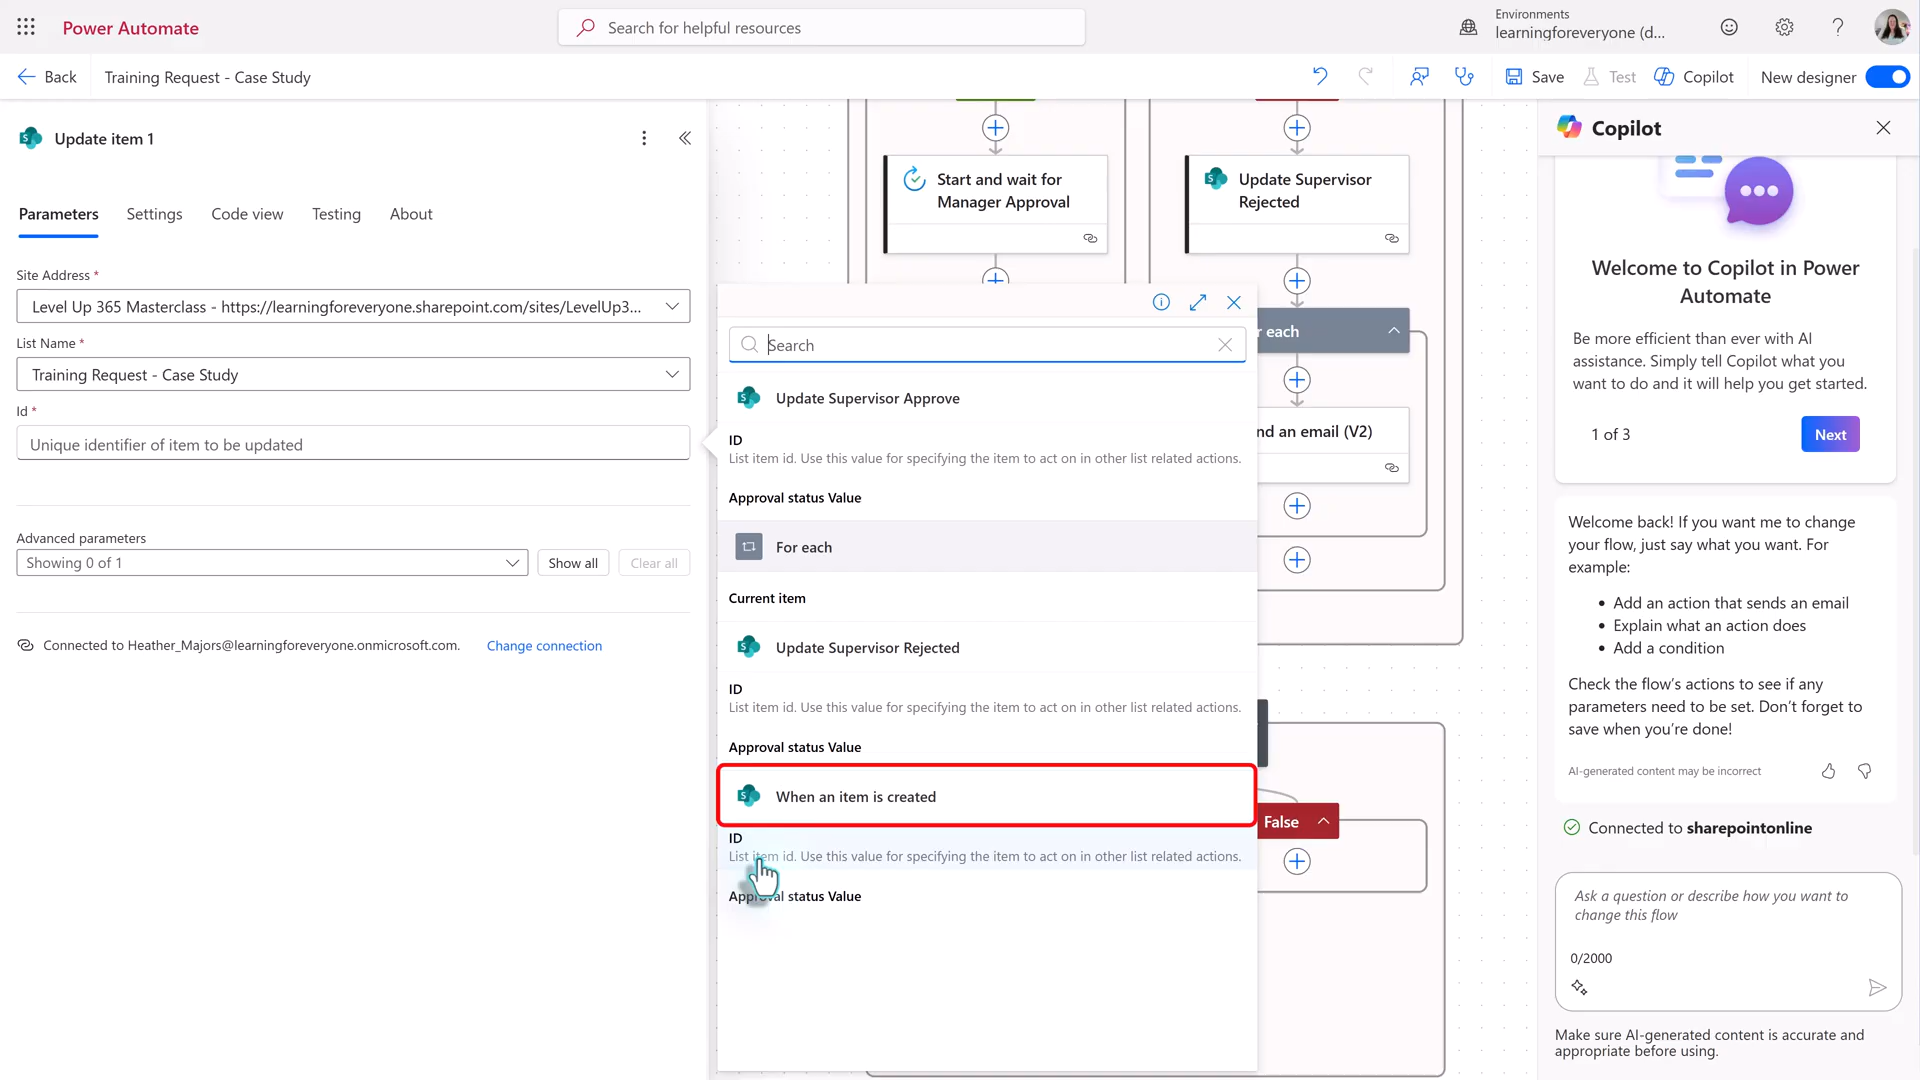 Power Automate
Search for helpful resources
Environments
learningforeveryone (d...
Back
Training Request - Case Study
Save
Test
Copilot
New designer
Update item 1
Parameters
Settings
Code view
Testing
About
Site Address *
Level Up 365 Masterclass - https://learningforeveryone.sharepoint.com/sites/LevelUp3...
List Name *
Training Request - Case Study
Id *
Unique identifier of item to be updated
Advanced parameters
Showing 0 of 1
Show all
Clear all
Connected to Heather_Majors@learningforeveryone.onmicrosoft.com.
Change connection
Start and wait for
Manager Approval
Update Supervisor
Rejected
Search
Update Supervisor Approve
ID
List item id. Use this value for specifying the item to act on in other list related actions.
Approval status Value
For each
Current item
Update Supervisor Rejected
ID
List item id. Use this value for specifying the item to act on in other list related actions.
Approval status Value
When an item is created
ID
List item id. Use this value for specifying the item to act on in other list related actions.
Approval status Value
r each
nd an email (V2)
False
Copilot
Welcome to Copilot in Power
Automate
Be more efficient than ever with AI
assistance. Simply tell Copilot what you
want to do and it will help you get started.
1 of 3
Next
Welcome back! If you want me to change
your flow, just say what you want. For
example:
• Add an action that sends an email
• Explain what an action does
• Add a condition
Check the flow's actions to see if any
parameters need to be set. Don't forget to
save when you're done!
AI-generated content may be incorrect
Connected to sharepointonline
Ask a question or describe how you want to
change this flow
0/2000
Make sure AI-generated content is accurate and
appropriate before using.